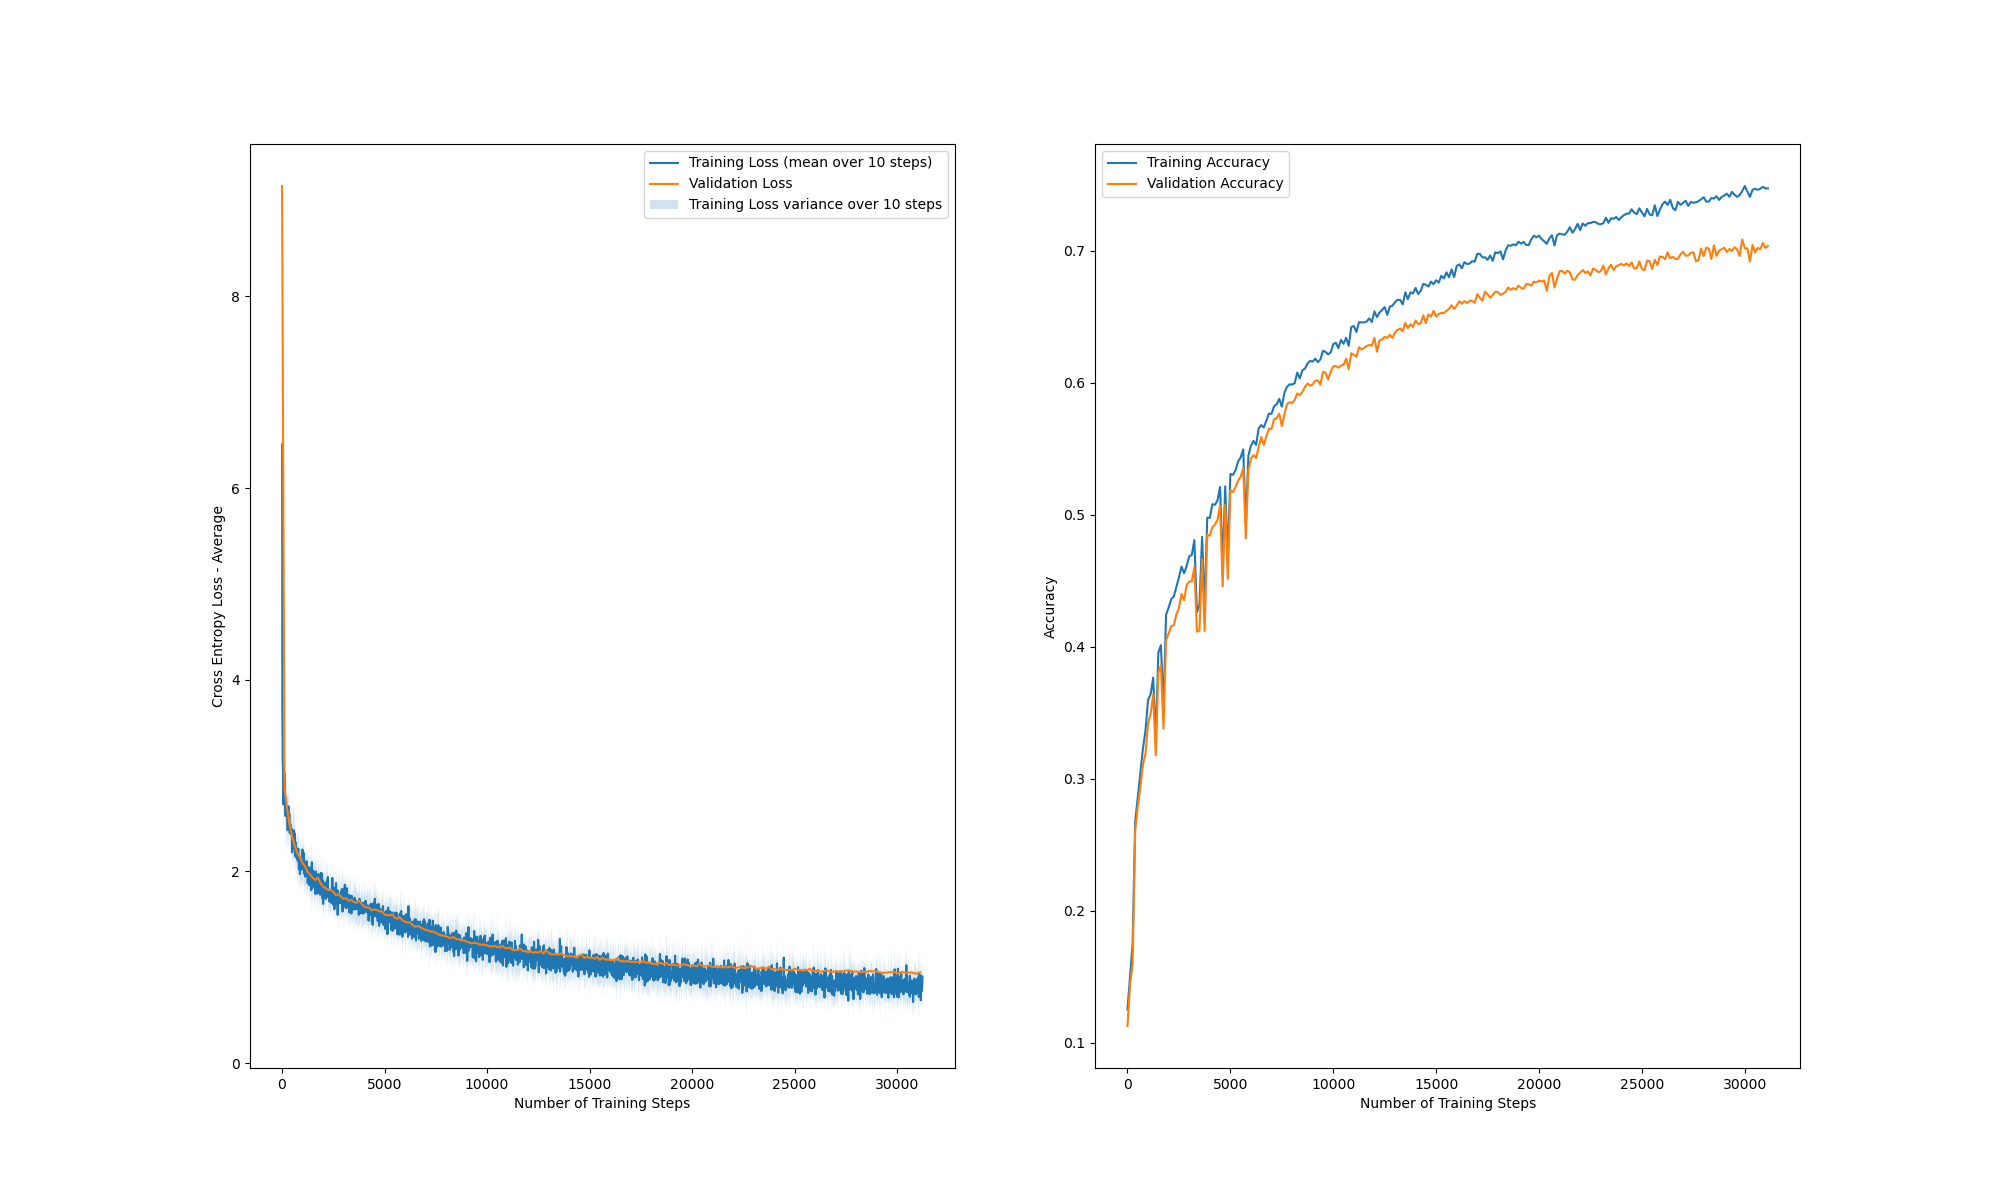 Training Loss (mean over 10 steps)
Validation Loss
Training Loss variance over 10 steps
8
6
4
2
0
Cross Entropy Loss - Average
0 5000 10000 15000 20000 25000 30000
Number of Training Steps
Training Accuracy
Validation Accuracy
0.7
0.6
0.5
0.4
0.3
0.2
0.1
Accuracy
0 5000 10000 15000 20000 25000 30000
Number of Training Steps